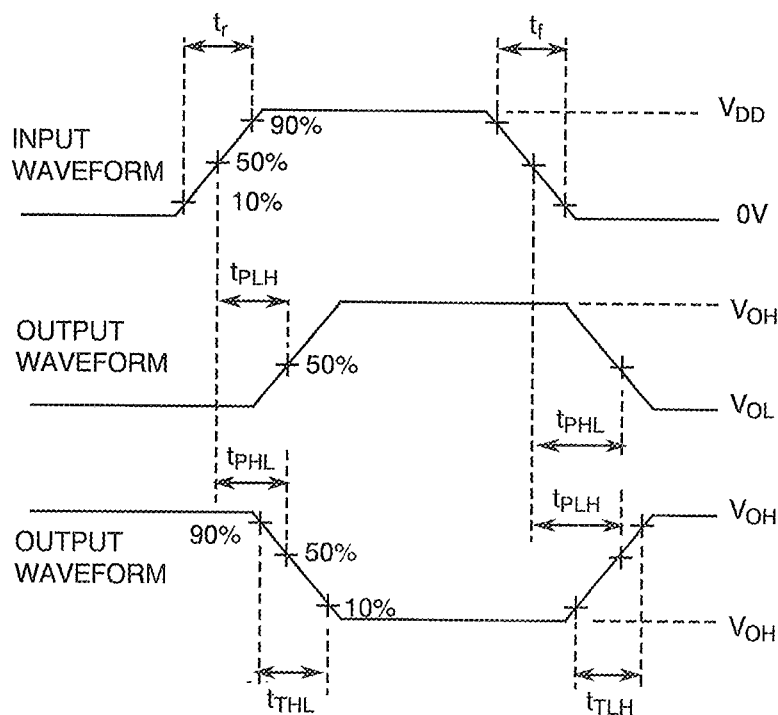 tr
tf
VDD
INPUT
WAVEFORM
90%
50%
10%
0V
tPLH
VOH
OUTPUT
WAVEFORM
50%
VOL
tPHL
tPHL
tPLH
VOH
90%
OUTPUT
WAVEFORM
50%
10%
VOH
tTHL
tTLH